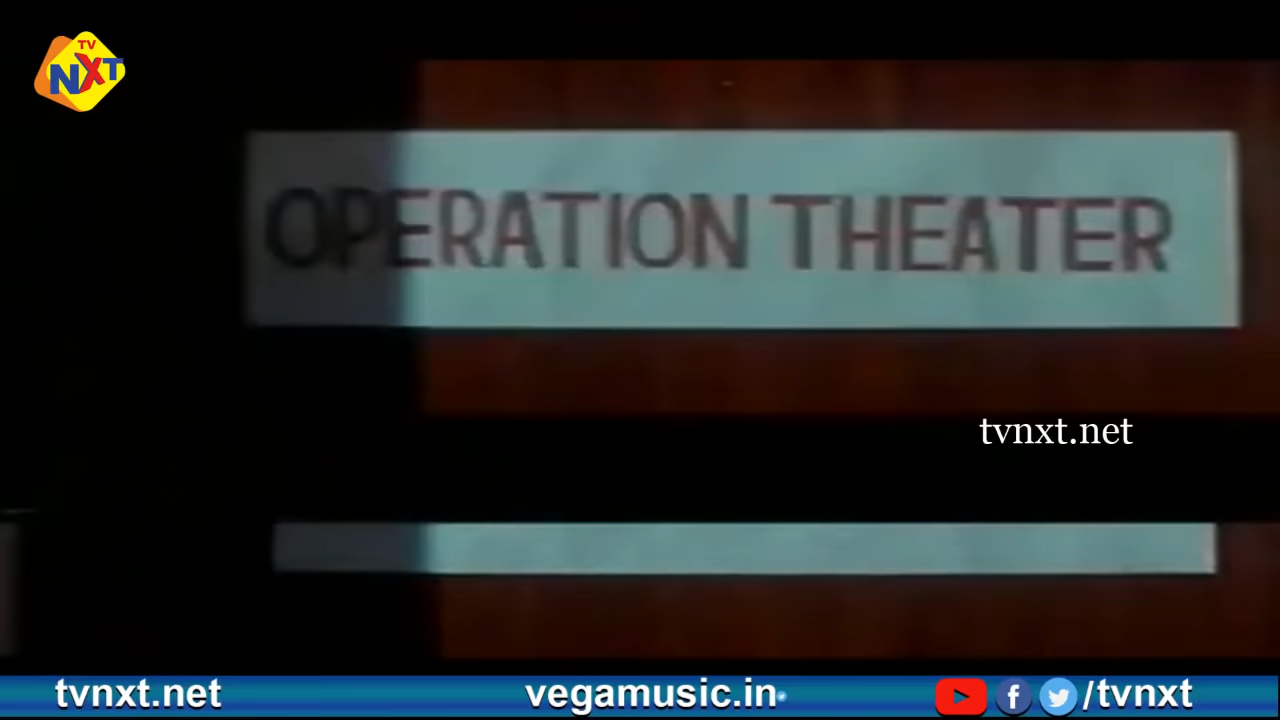 TV
NXT
OPERATION THEATER
tvnxt.net
tvnxt.net
vegamusic.in
/tvnxt